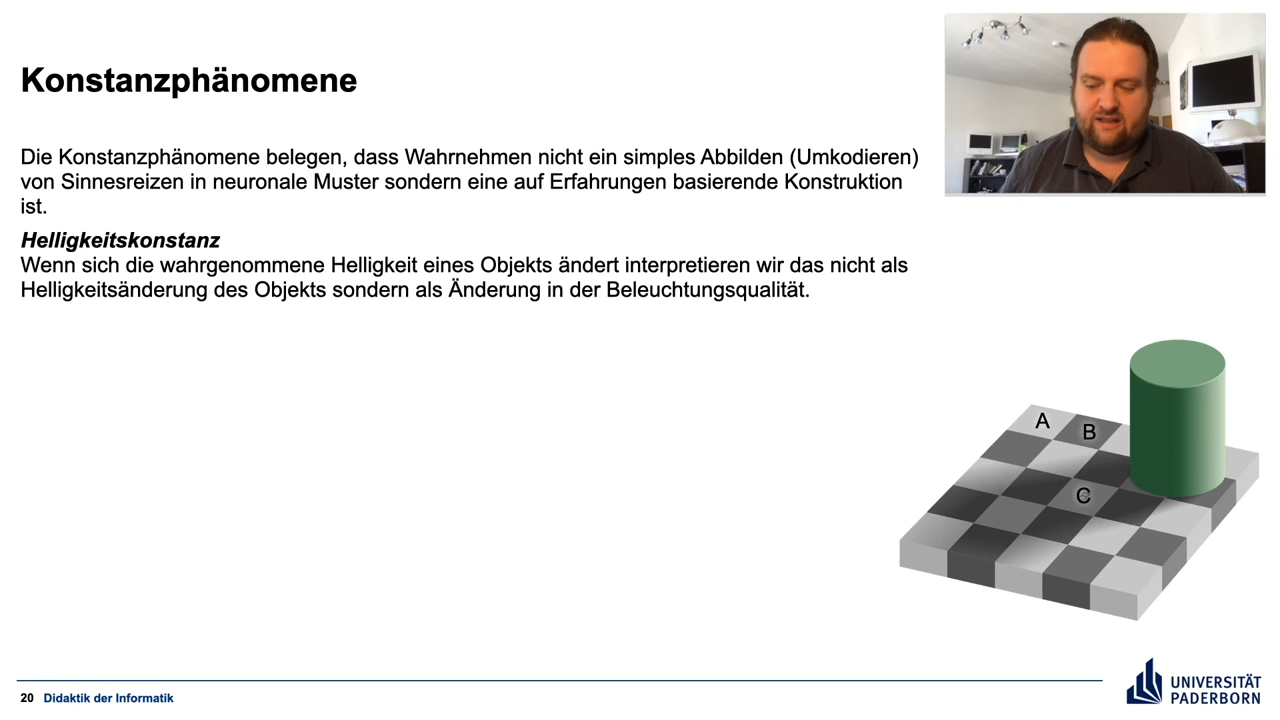 Konstanzphänomene
Die Konstanzphänomene belegen, dass Wahrnehmen nicht ein simples Abbilden (Umkodieren)
von Sinnesreizen in neuronale Muster sondern eine auf Erfahrungen basierende Konstruktion
ist.
Helligkeitskonstanz
Wenn sich die wahrgenommene Helligkeit eines Objekts ändert interpretieren wir das nicht als
Helligkeitsänderung des Objekts sondern als Änderung in der Beleuchtungsqualität.
A
B
C
20 Didaktik der Informatik
UNIVERSITÄT
PADERBORN